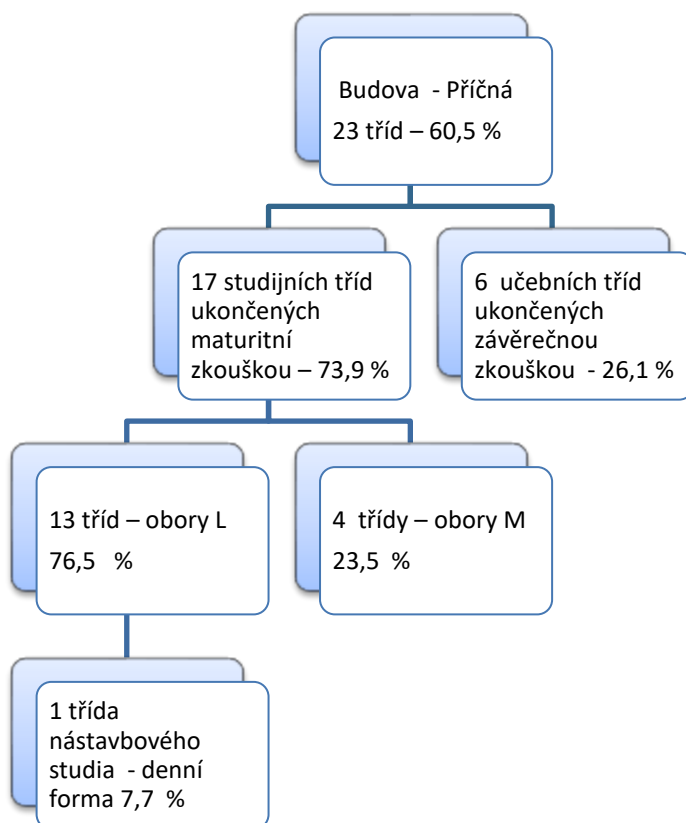 Budova - Příčná
23 tříd – 60,5 %
17 studijních tříd
ukončených
maturitní
zkouškou – 73,9 %
6 učebních tříd
ukončených
závěrečnou
zkouškou - 26,1 %
13 tříd – obory L
76,5 %
4 třídy – obory M
23,5 %
1 třída
nástavbového
studia - denní
forma 7,7 %